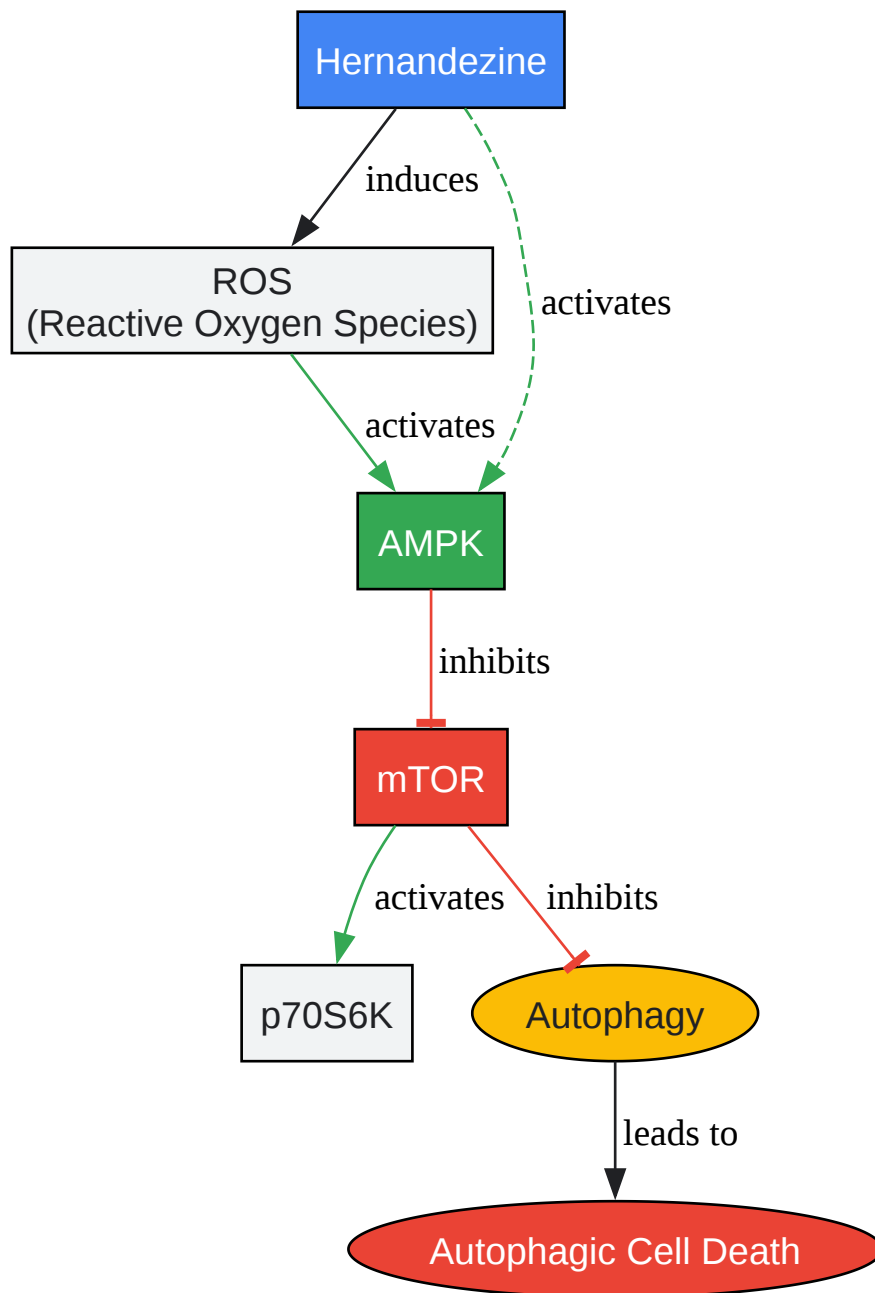 Hernandezine
induces
ROS
(Reactive Oxygen Species)
activates
activates
AMPK
inhibits
mTOR
activates
inhibits
p70S6K
Autophagy
leads to
Autophagic Cell Death